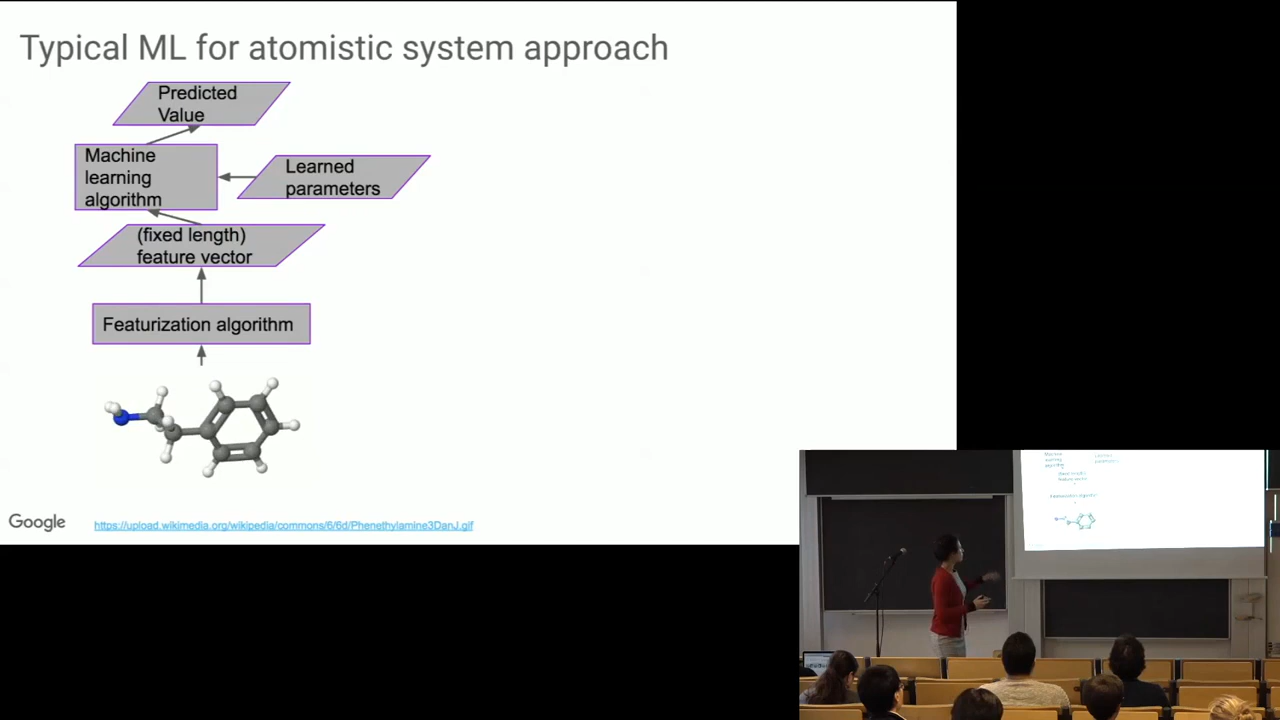 Typical ML for atomistic system approach
Predicted
Value
Machine
learning
algorithm
Learned
parameters
(fixed length)
feature vector
Featurization algorithm
Google
https://upload.wikimedia.org/wikipedia/commons/6/6d/Phenethylamine3DanJ.gif